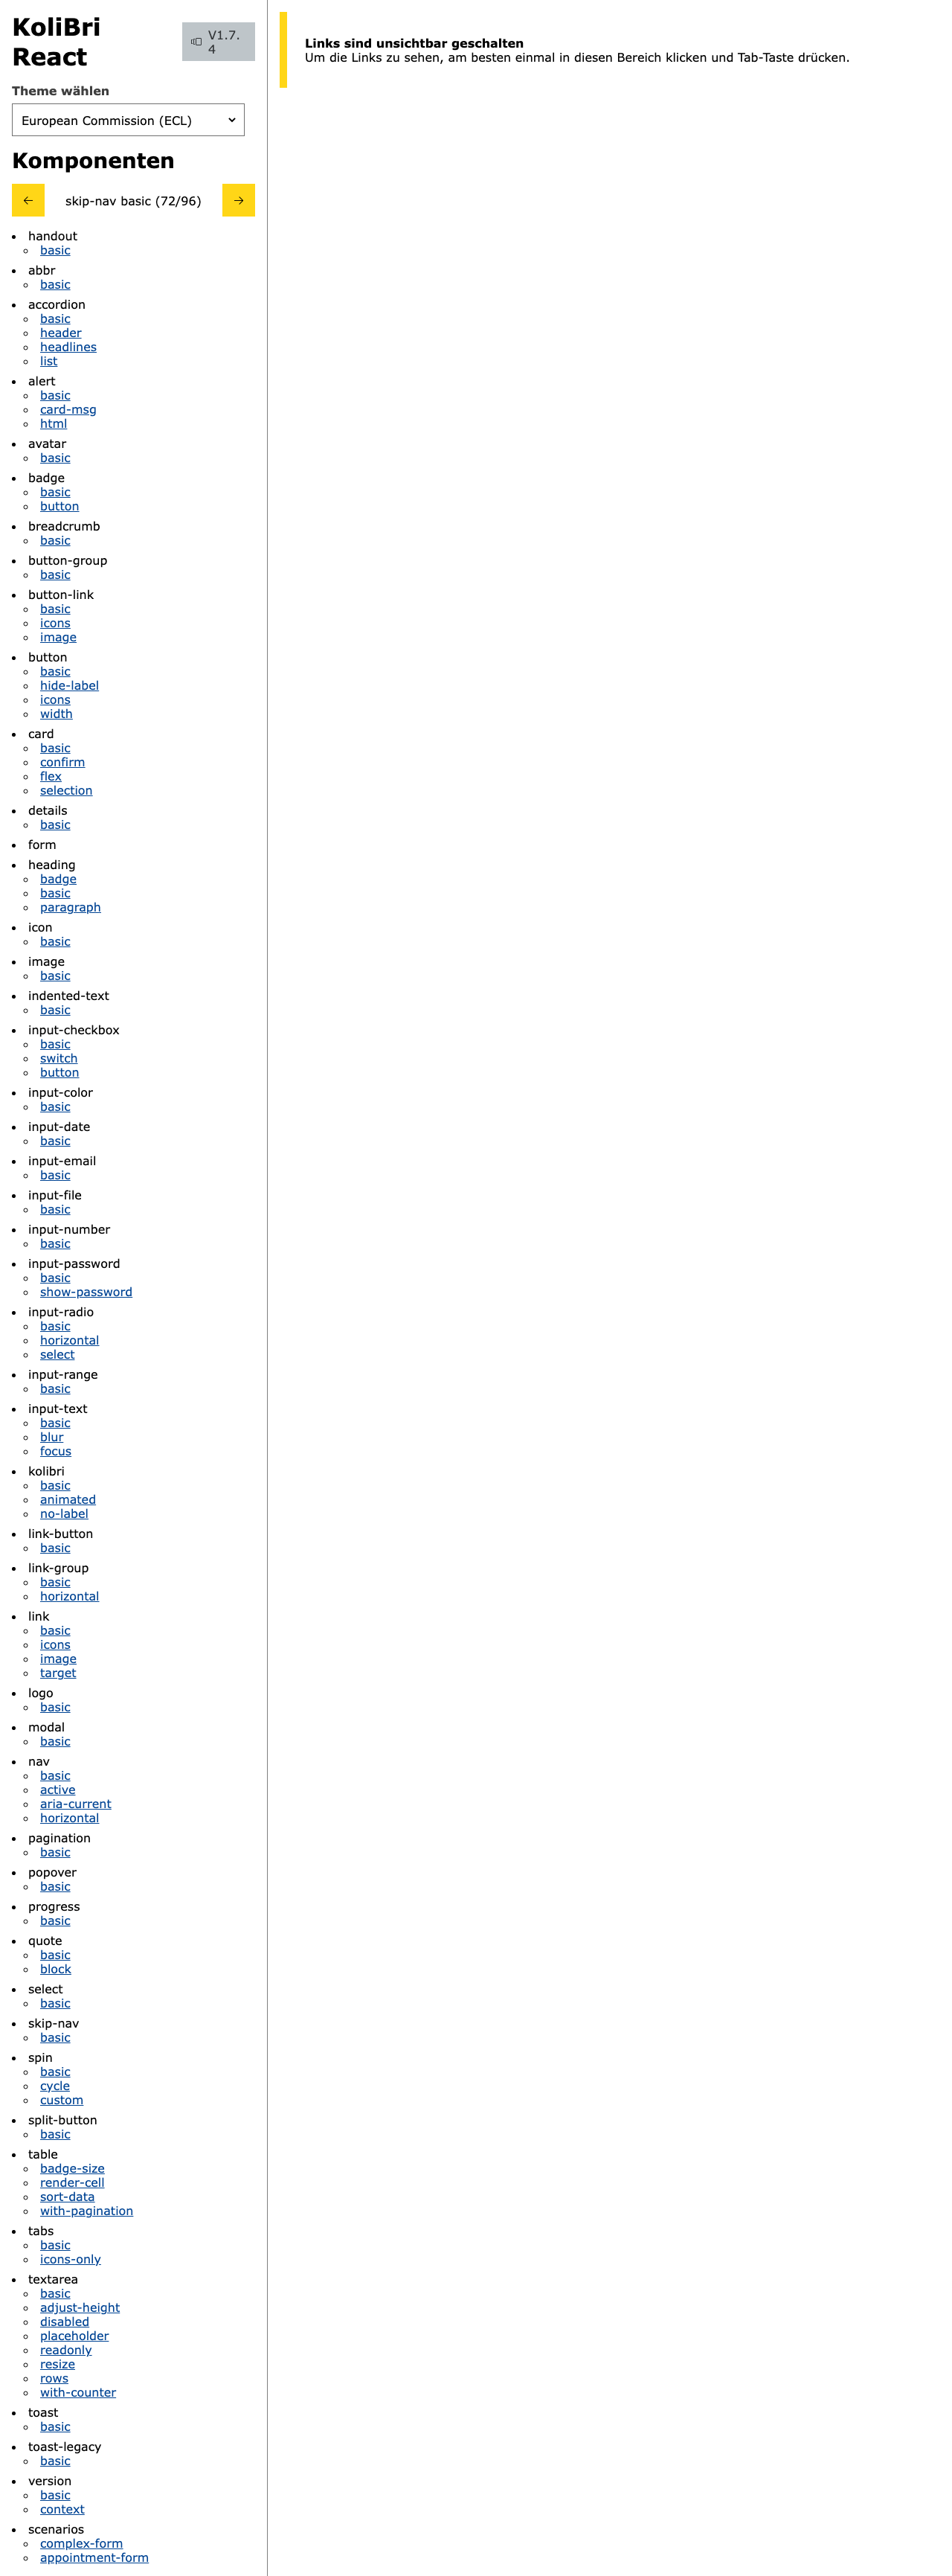 KoliBri
React
V1.7.
4
Theme wählen
European Commission (ECL)
Komponenten
skip-nav basic (72/96)
handout
basic
abbr
basic
accordion
basic
header
headlines
list
alert
basic
card-msg
html
avatar
basic
badge
basic
button
breadcrumb
basic
button-group
basic
button-link
basic
icons
image
button
basic
hide-label
icons
width
card
basic
confirm
flex
selection
details
basic
form
heading
badge
basic
paragraph
icon
basic
image
basic
indented-text
basic
input-checkbox
basic
switch
button
input-color
basic
input-date
basic
input-email
basic
input-file
basic
input-number
basic
input-password
basic
show-password
input-radio
basic
horizontal
select
input-range
basic
input-text
basic
blur
focus
kolibri
basic
animated
no-label
link-button
basic
link-group
basic
horizontal
link
basic
icons
image
target
logo
basic
modal
basic
nav
basic
active
aria-current
horizontal
pagination
basic
popover
basic
progress
basic
quote
basic
block
select
basic
skip-nav
basic
spin
basic
cycle
custom
split-button
basic
table
badge-size
render-cell
sort-data
with-pagination
tabs
basic
icons-only
textarea
basic
adjust-height
disabled
placeholder
readonly
resize
rows
with-counter
toast
basic
toast-legacy
basic
version
basic
context
scenarios
complex-form
appointment-form
Links sind unsichtbar geschalten
Um die Links zu sehen, am besten einmal in diesen Bereich klicken und Tab-Taste drücken.